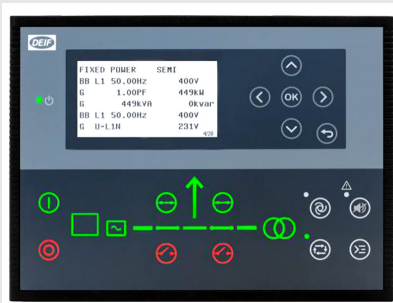 DEIF
FIXED POWER SEMI
BB L1 50.00Hz 400V
G 1.00PF 449kW
G 449kVA 0kvar
BB L1 50.00Hz 400V
G U-L1N 231V
4/20
OK